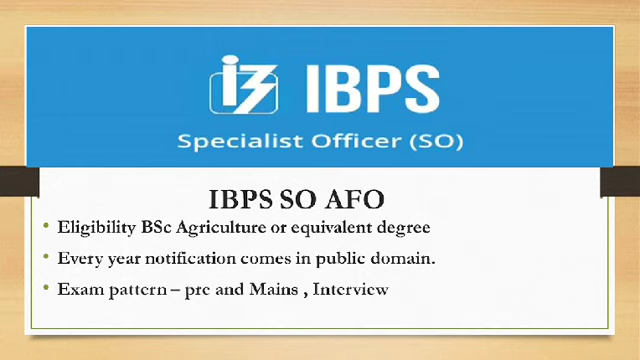 IBPS
Specialist Officer (SO)
IBPS SO AFO
• Eligibility BSc Agriculture or equivalent degree
• Every year notification comes in public domain.
• Exam pattern – pre and Mains , Interview